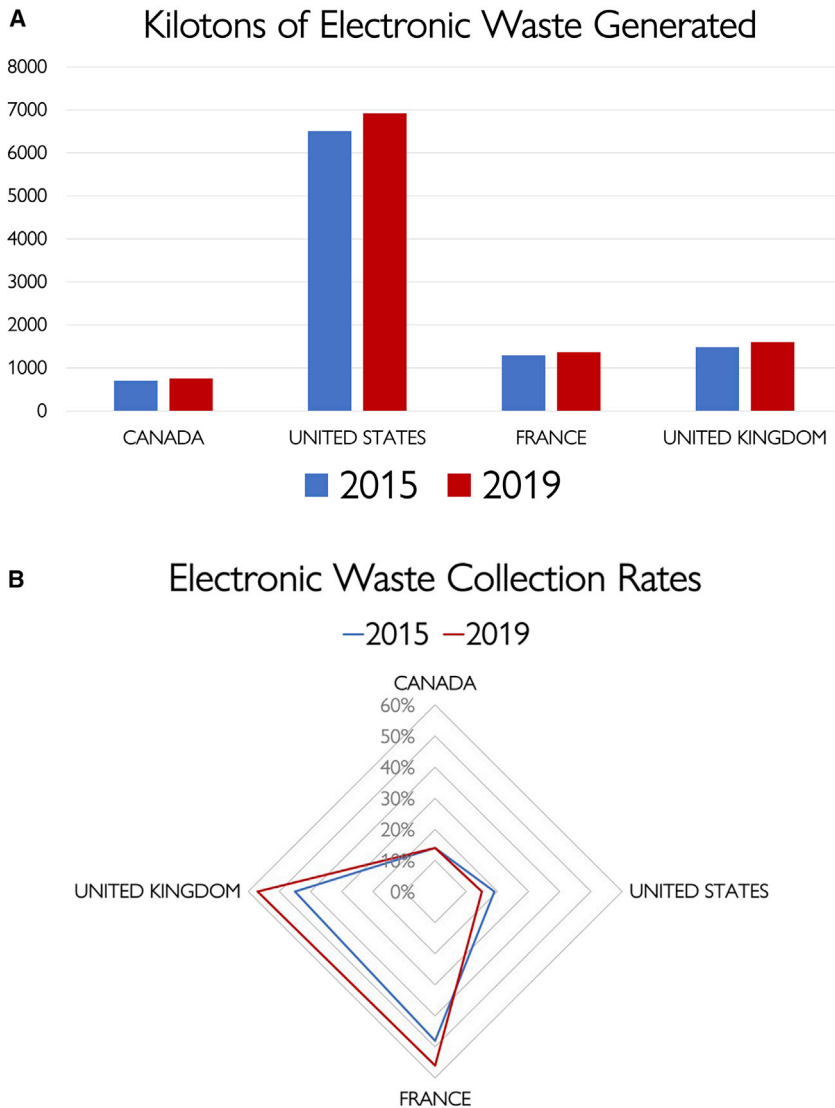 A
Kilotons of Electronic Waste Generated
8000
7000
6000
5000
4000
3000
2000
1000
0
CANADA UNITED STATES FRANCE UNITED KINGDOM
2015 2019
B
Electronic Waste Collection Rates
2015 2019
CANADA
60%
50%
40%
30%
20%
10%
UNITED KINGDOM 0% UNITED STATES
FRANCE